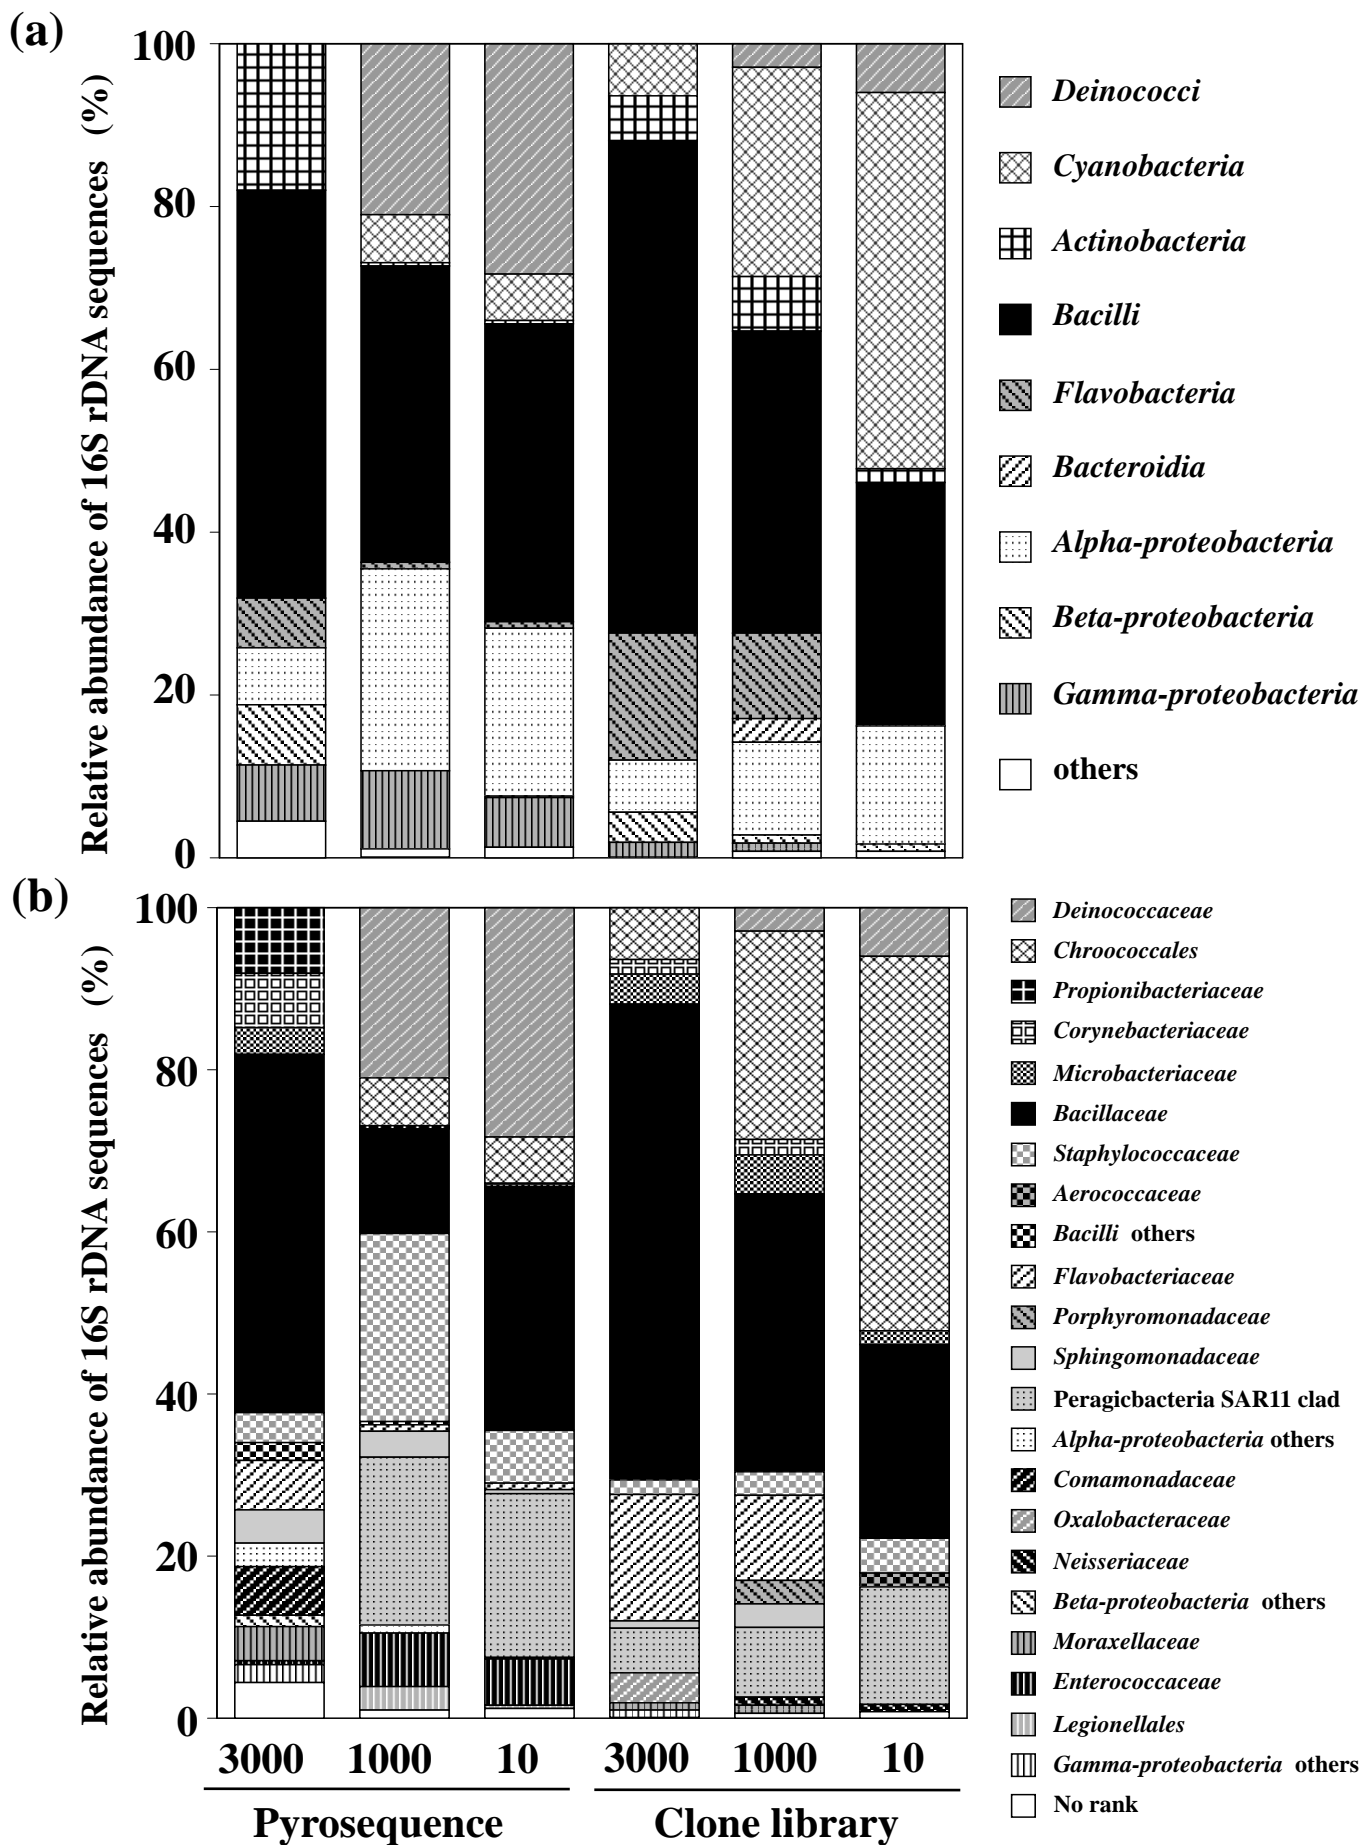 (a)
Relative abundance of 16S rDNA sequences (%)
100
80
60
40
20
0
Deinococci
Cyanobacteria
Actinobacteria
Bacilli
Flavobacteria
Bacteroidia
Alpha-proteobacteria
Beta-proteobacteria
Gamma-proteobacteria
others
(b)
Relative abundance of 16S rDNA sequences (%)
100
80
60
40
20
0
Deinococcaceae
Chroococcales
Propionibacteriaceae
Corynebacteriaceae
Microbacteriaceae
Bacillaceae
Staphylococcaceae
Aerococcaceae
Bacilli others
Flavobacteriaceae
Porphyromonadaceae
Sphingomonadaceae
Peragicbacteria SAR11 clad
Alpha-proteobacteria others
Comamonadaceae
Oxalobacteraceae
Neisseriaceae
Beta-proteobacteria others
Moraxellaceae
Enterococcaceae
Legionellales
Gamma-proteobacteria others
No rank
3000 1000 10 3000 1000 10
Pyrosequence Clone library